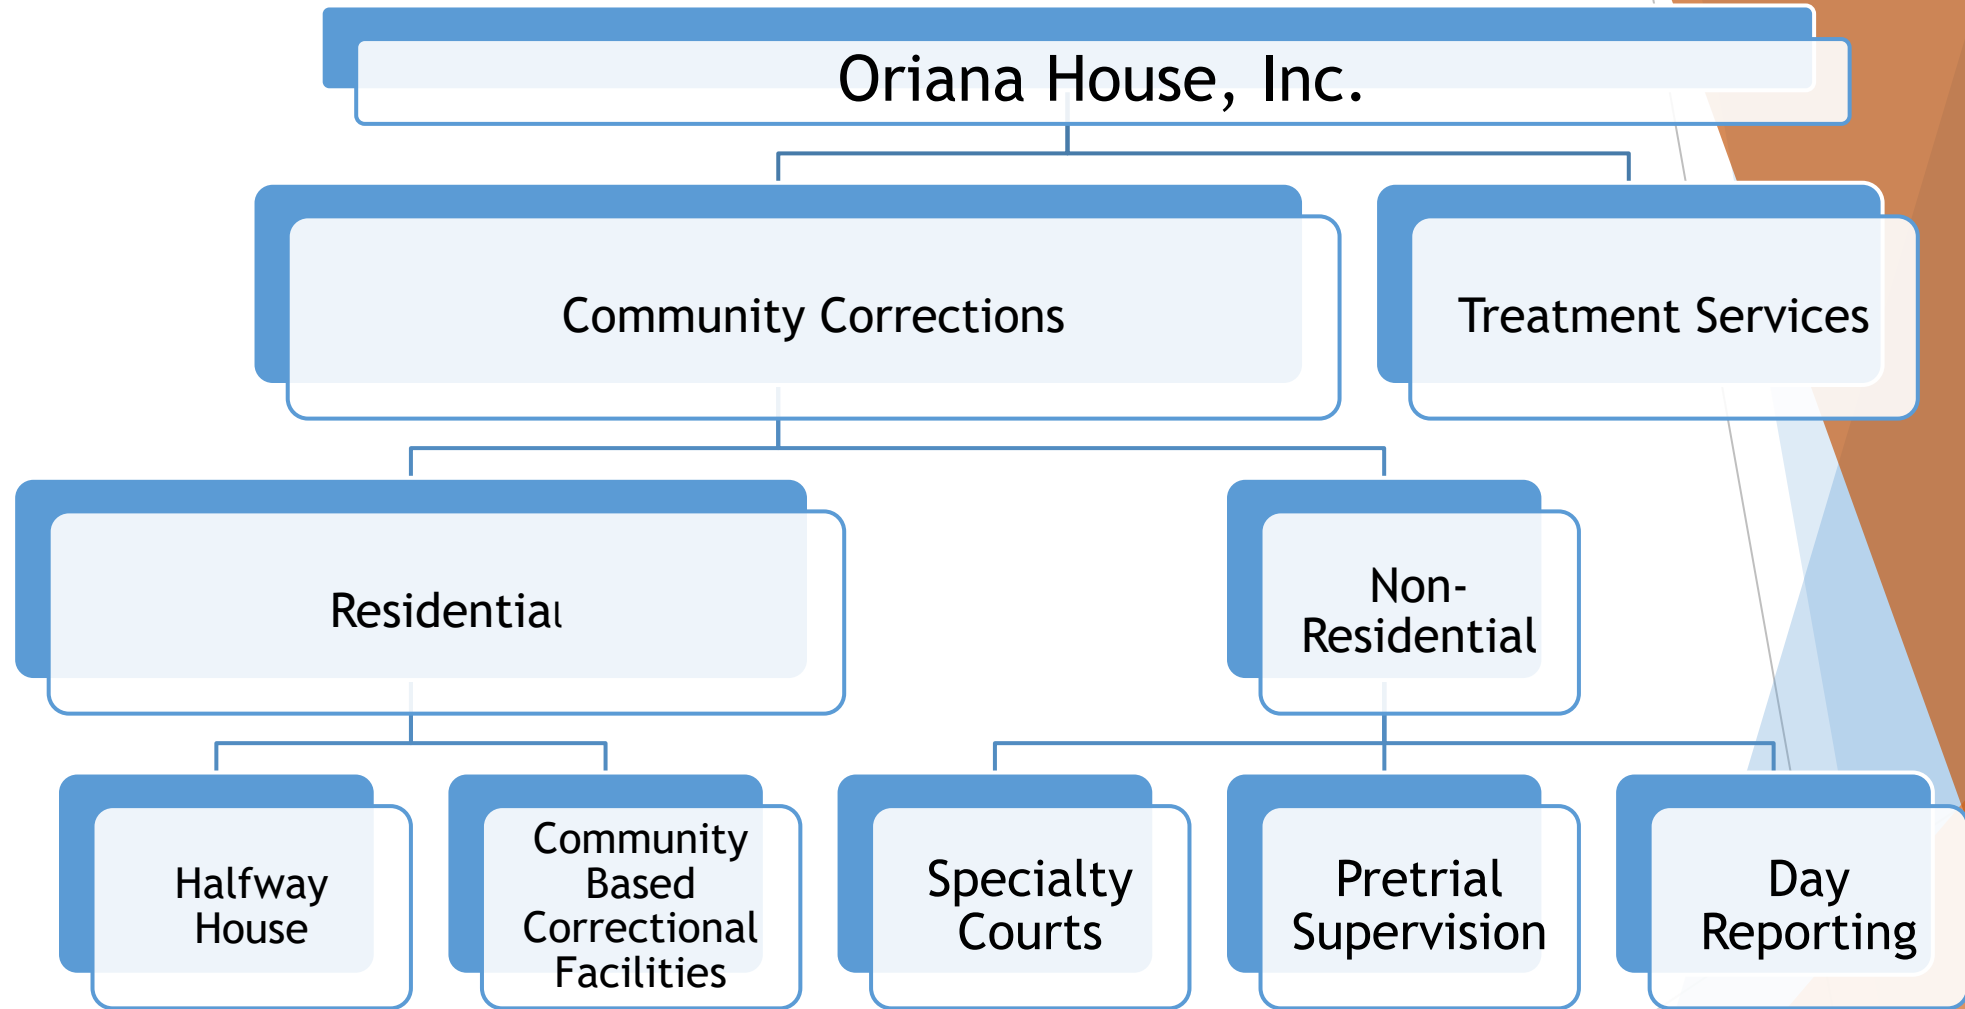 Oriana House, Inc.
Community Corrections
Treatment Services
Residential
Non-
Residential
Halfway
House
Community
Based
Correctional
Facilities
Specialty
Courts
Pretrial
Supervision
Day
Reporting